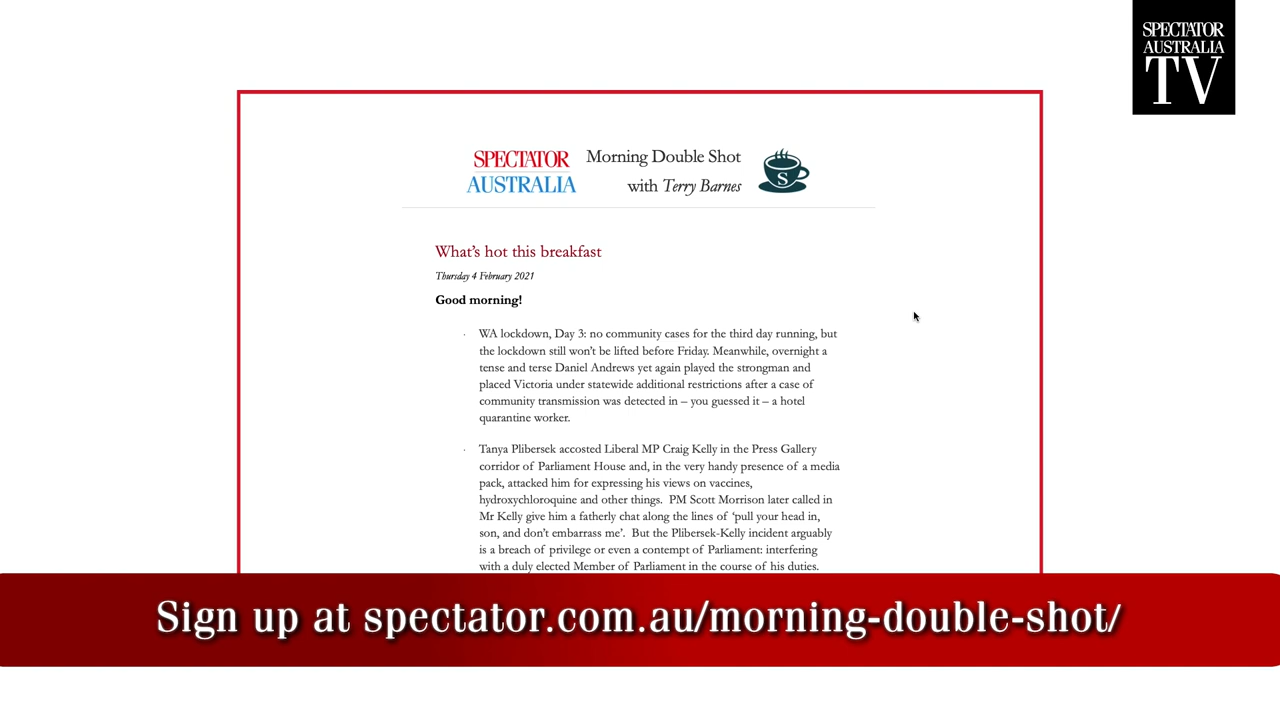 SPECTATOR
AUSTRALIA
TV
SPECTATOR
AUSTRALIA
Morning Double Shot
with Terry Barnes
S
What's hot this breakfast
Thursday 4 February 2021
Good morning!
· WA lockdown, Day 3: no community cases for the third day running, but
the lockdown still won't be lifted before Friday. Meanwhile, overnight a
tense and terse Daniel Andrews yet again played the strongman and
placed Victoria under statewide additional restrictions after a case of
community transmission was detected in – you guessed it – a hotel
quarantine worker.
· Tanya Plibersek accosted Liberal MP Craig Kelly in the Press Gallery
corridor of Parliament House and, in the very handy presence of a media
pack, attacked him for expressing his views on vaccines,
hydroxychloroquine and other things. PM Scott Morrison later called in
Mr Kelly give him a fatherly chat along the lines of 'pull your head in,
son, and don't embarrass me'. But the Plibersek-Kelly incident arguably
is a breach of privilege or even a contempt of Parliament: interfering
with a duly elected Member of Parliament in the course of his duties.
Sign up at spectator.com.au/morning-double-shot/